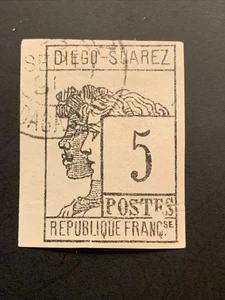 DIEGO-SUAREZ
5
POSTES
REPUBLIQUE FRANÇSE